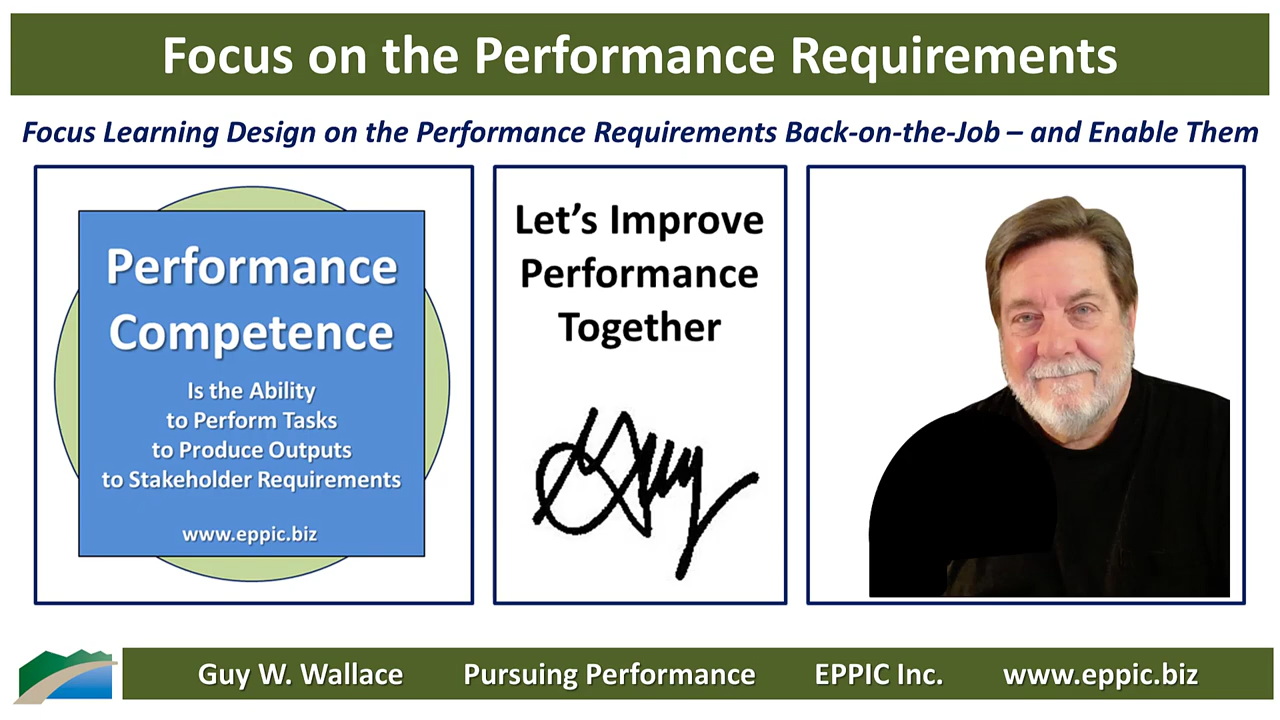 Focus on the Performance Requirements
Focus Learning Design on the Performance Requirements Back-on-the-Job – and Enable Them
Performance
Competence
Is the Ability
to Perform Tasks
to Produce Outputs
to Stakeholder Requirements
www.eppic.biz
Let’s Improve
Performance
Together
Guy
Guy W. Wallace Pursuing Performance EPPIC Inc. www.eppic.biz